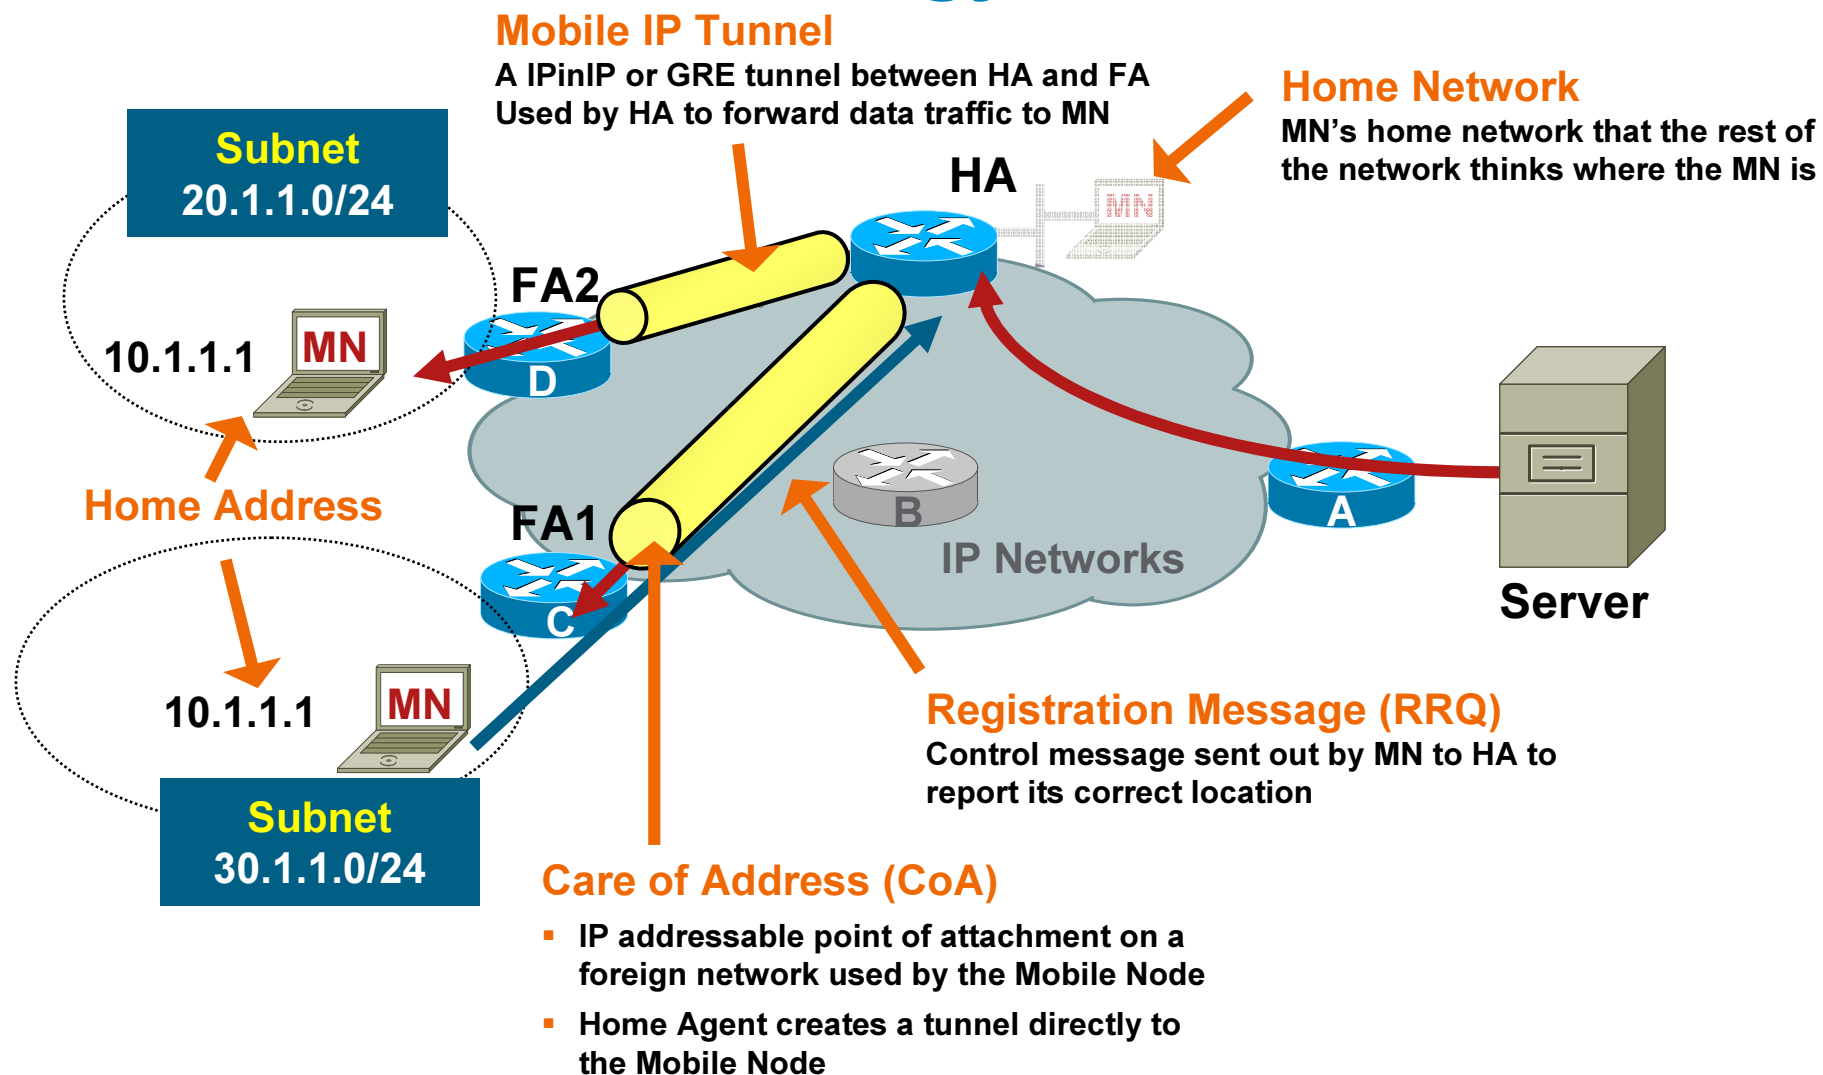 Mobile IP Tunnel
A IPinIP or GRE tunnel between HA and FA
Used by HA to forward data traffic to MN
Home Network
MN's home network that the rest of
the network thinks where the MN is
Subnet
20.1.1.0/24
HA
MN
FA2
10.1.1.1
MN
D
Home Address
B
A
FA1
IP Networks
C
Server
10.1.1.1
MN
Registration Message (RRQ)
Control message sent out by MN to HA to
report its correct location
Subnet
30.1.1.0/24
Care of Address (CoA)
▪ IP addressable point of attachment on a
foreign network used by the Mobile Node
▪ Home Agent creates a tunnel directly to
the Mobile Node